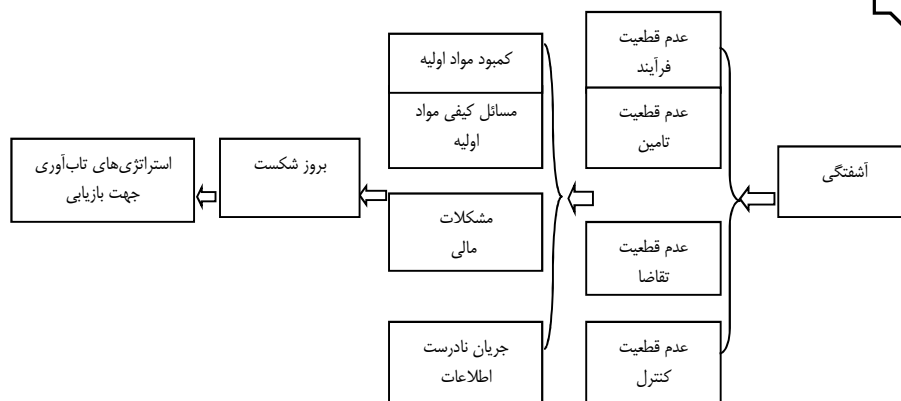 آشفتگی
عدم قطعیت
فرآیند
عدم قطعیت
تامین
عدم قطعیت
تقاضا
عدم قطعیت
کنترل
کمبود مواد اولیه
مسائل کیفی مواد
اولیه
مشکلات
مالی
جریان نادرست
اطلاعات
بروز شکست
استراتژی‌های تاب‌آوری
جهت بازیابی